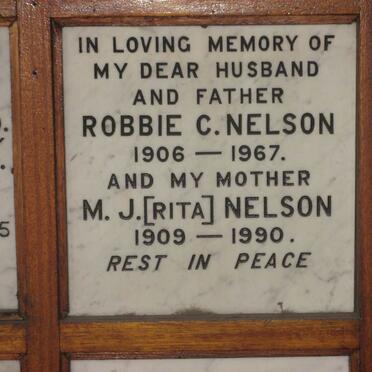 IN LOVING MEMORY OF
MY DEAR HUSBAND
AND FATHER
ROBBIE C. NELSON
1906 — 1967.
AND MY MOTHER
M. J. [RITA] NELSON
1909 — 1990.
REST IN PEACE